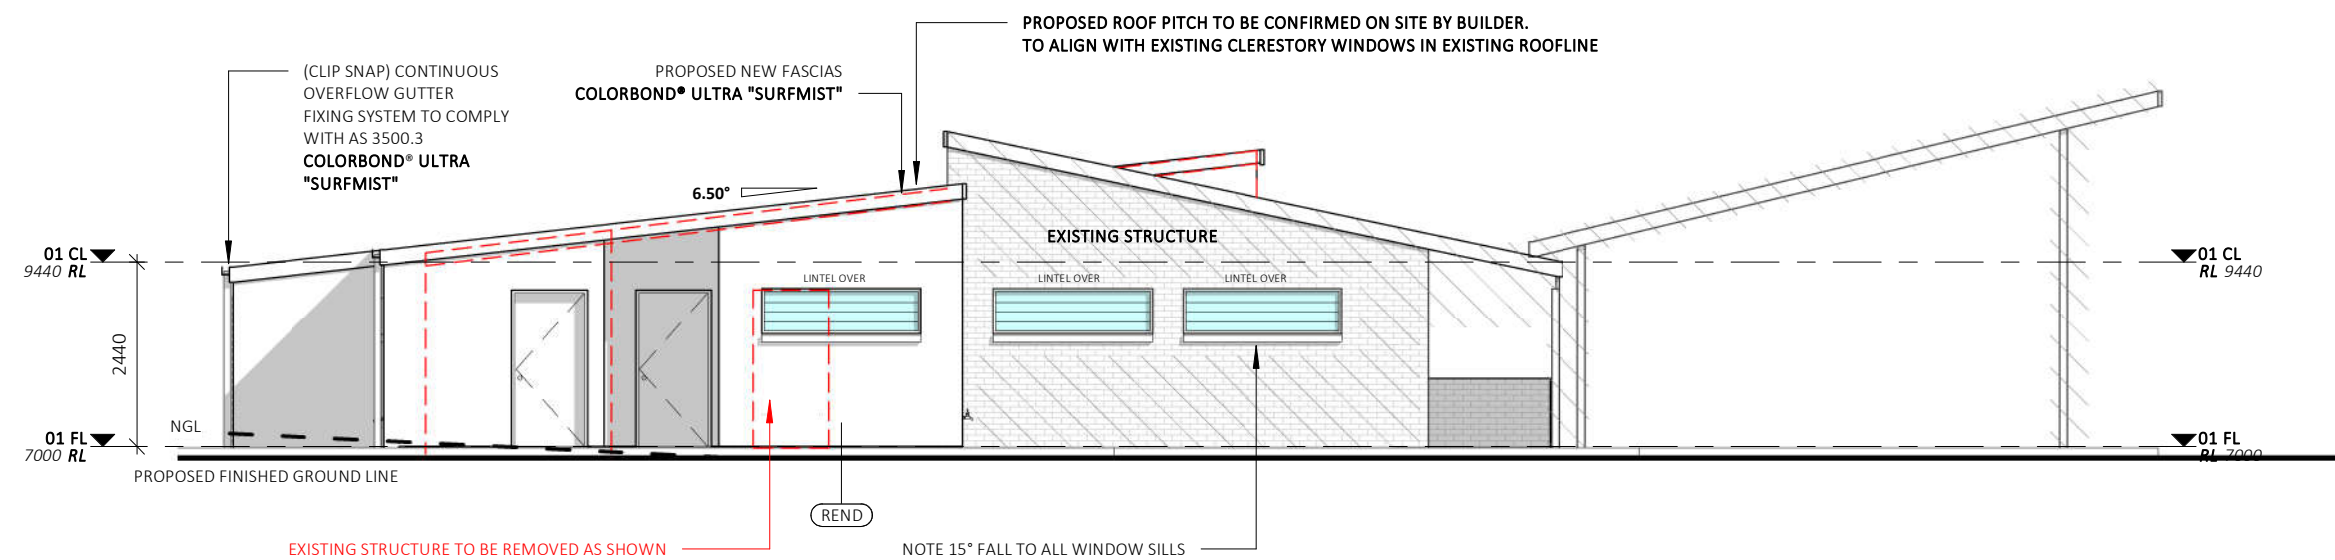 PROPOSED ROOF PITCH TO BE CONFIRMED ON SITE BY BUILDER.
TO ALIGN WITH EXISTING CLERESTORY WINDOWS IN EXISTING ROOFLINE
(CLIP SNAP) CONTINUOUS
OVERFLOW GUTTER
FIXING SYSTEM TO COMPLY
WITH AS 3500.3
COLORBOND® ULTRA
"SURFMIST"
PROPOSED NEW FASCIAS
COLORBOND® ULTRA "SURFMIST"
6.50°
EXISTING STRUCTURE
01 CL
9440 RL
01 CL
RL 9440
LINTEL OVER
LINTEL OVER
LINTEL OVER
2440
NGL
01 FL
7000 RL
01 FL
RL 7000
PROPOSED FINISHED GROUND LINE
REND
EXISTING STRUCTURE TO BE REMOVED AS SHOWN
NOTE 15° FALL TO ALL WINDOW SILLS